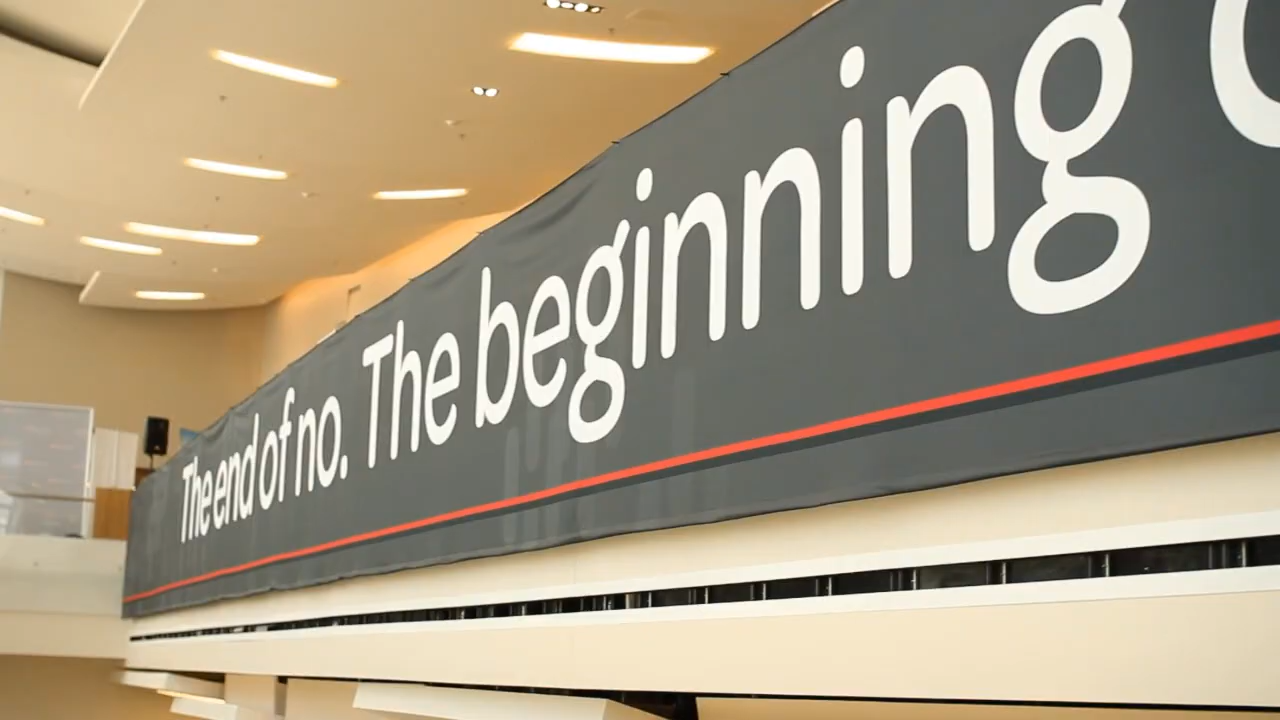 The end of no. The beginning